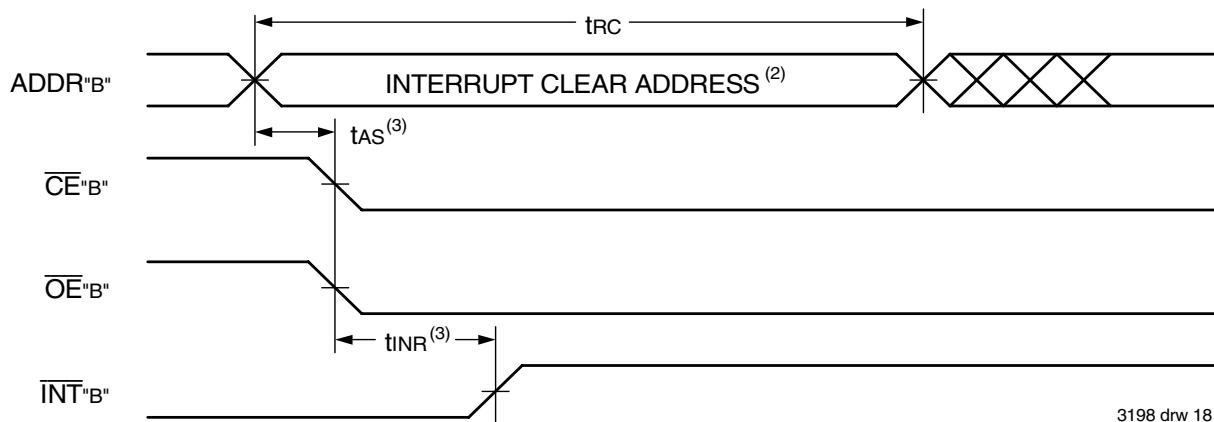 tRC
ADDR"B"
INTERRUPT CLEAR ADDRESS (2)
tAS(3)
CE"B"
OE"B"
tINR(3)
INT"B"
3198 drw 18